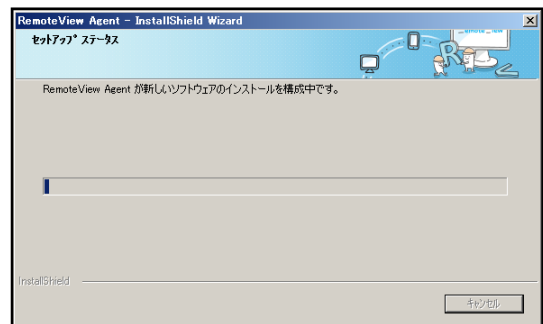 RemoteView Agent - InstallShield Wizard
セットアップ ステータス
RemoteView Agent が新しいソフトウェアのインストールを構成中です。
InstallShield
キャンセル